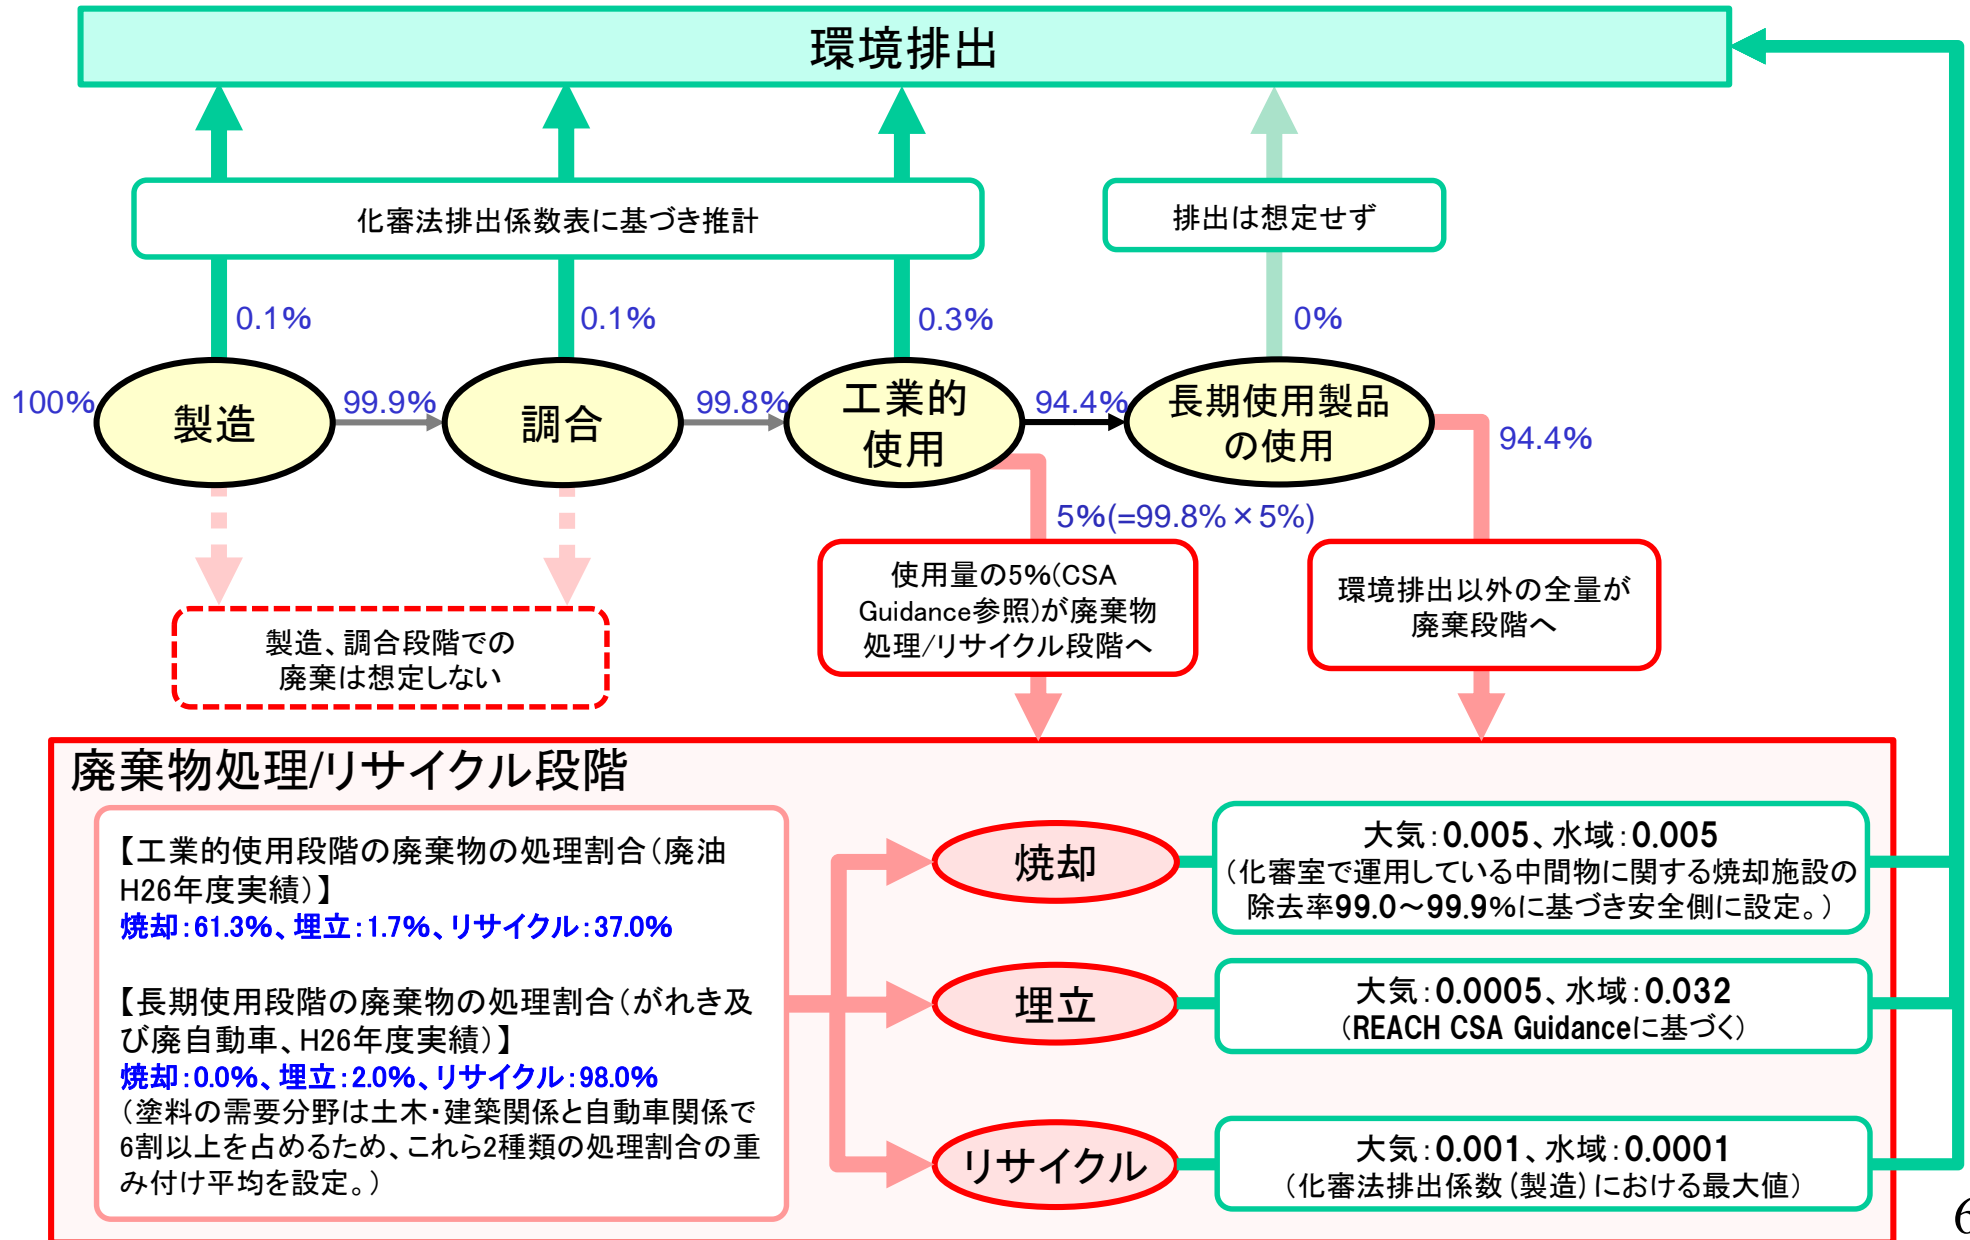 環境排出
化審法排出係数表に基づき推計
排出は想定せず
0.1%
0.1%
0.3%
0%
100%
製造
99.9%
調合
99.8%
工業的
使用
94.4%
長期使用製品
の使用
94.4%
5%(=99.8%×5%)
製造、調合段階での
廃棄は想定しない
使用量の5%(CSA
Guidance参照)が廃棄物
処理/リサイクル段階へ
環境排出以外の全量が
廃棄段階へ
廃棄物処理/リサイクル段階
【工業的使用段階の廃棄物の処理割合(廃油
H26年度実績)】
焼却:61.3%、埋立:1.7%、リサイクル:37.0%
【長期使用段階の廃棄物の処理割合(がれき及
び廃自動車、H26年度実績)】
焼却:0.0%、埋立:2.0%、リサイクル:98.0%
(塗料の需要分野は土木・建築関係と自動車関係で
6割以上を占めるため、これら2種類の処理割合の重
み付け平均を設定。)
焼却
大気:0.005、水域:0.005
(化審室で運用している中間物に関する焼却施設の
除去率99.0～99.9%に基づき安全側に設定。)
埋立
大気:0.0005、水域:0.032
(REACH CSA Guidanceに基づく)
リサイクル
大気:0.001、水域:0.0001
(化審法排出係数(製造)における最大値)
6